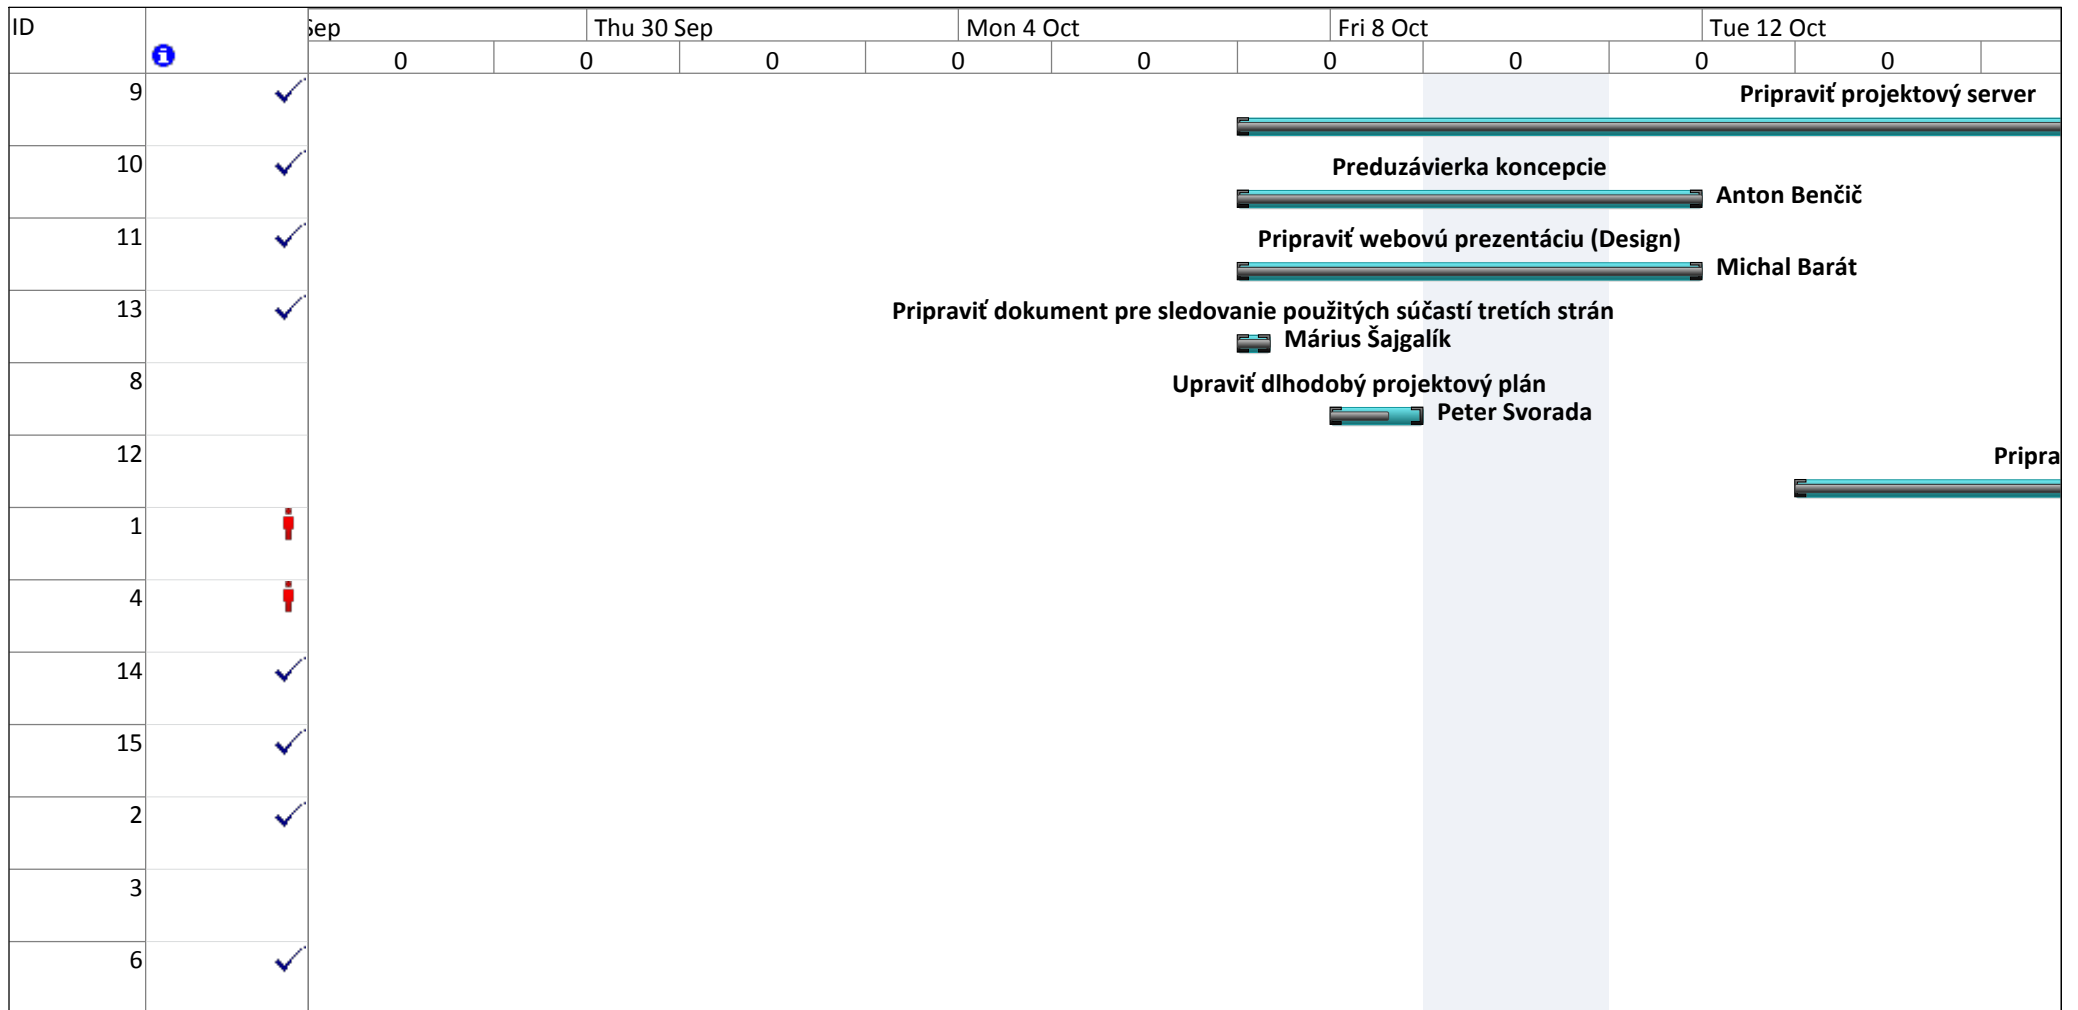 ID
Sep Thu 30 Sep Mon 4 Oct Fri 8 Oct Tue 12 Oct
0 0 0 0 0 0 0 0 0
9 Pripraviť projektový server
10 Preduzávierka koncepcie
Anton Benčič
11 Pripraviť webovú prezentáciu (Design)
Michal Barát
13 Pripraviť dokument pre sledovanie použitých súčastí tretích strán
Márius Šajgalík
8 Upraviť dlhodobý projektový plán
Peter Svorada
12 Pripra
1
4
14
15
2
3
6